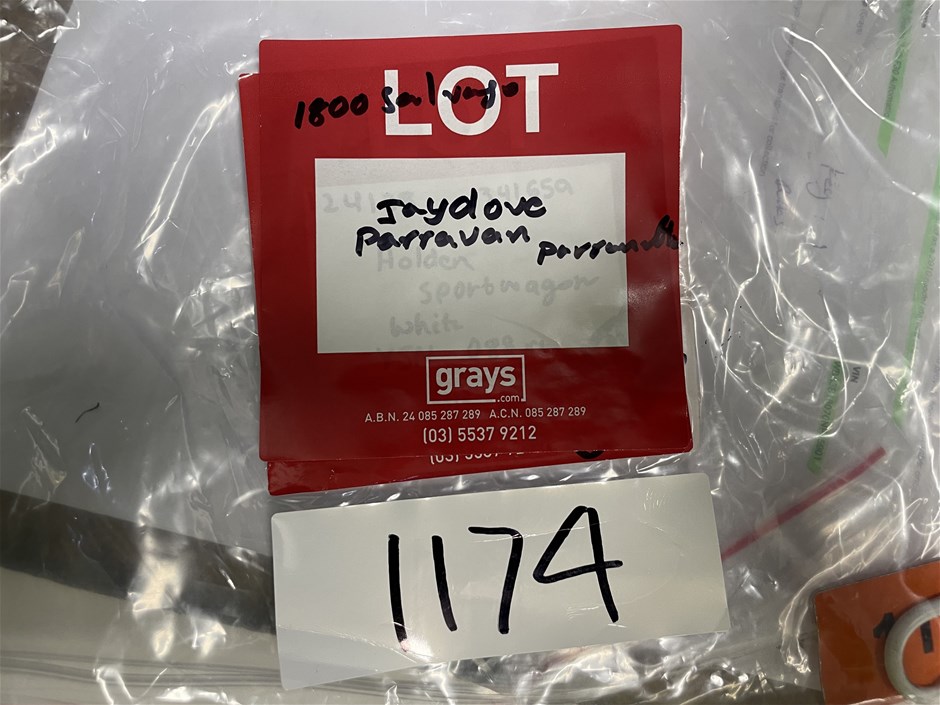 LOT
1800 Salvage
Jaydove
Parravan
Holden
Sportwagon
White
grays
.com
A.B.N. 24 085 287 289 A.C.N. 085 287 289
(03) 5537 9212
1174
VIN